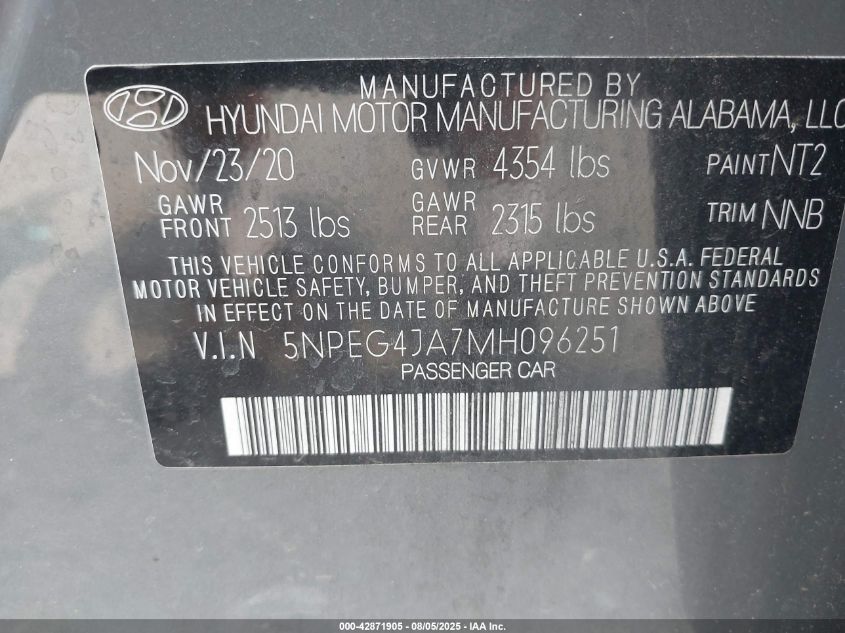 MANUFACTURED BY
HYUNDAI MOTOR MANUFACTURING ALABAMA, LLC
Nov/23/20 GVWR 4354 lbs PAINT NT2
GAWR FRONT 2513 lbs GAWR REAR 2315 lbs TRIM NNB
THIS VEHICLE CONFORMS TO ALL APPLICABLE U.S.A. FEDERAL
MOTOR VEHICLE SAFETY, BUMPER, AND THEFT PREVENTION STANDARDS
IN EFFECT ON THE DATE OF MANUFACTURE SHOWN ABOVE.
V.I.N 5NPEG4JA7MH096251
PASSENGER CAR
000-42871905 - 08/05/2025 - IAA Inc.